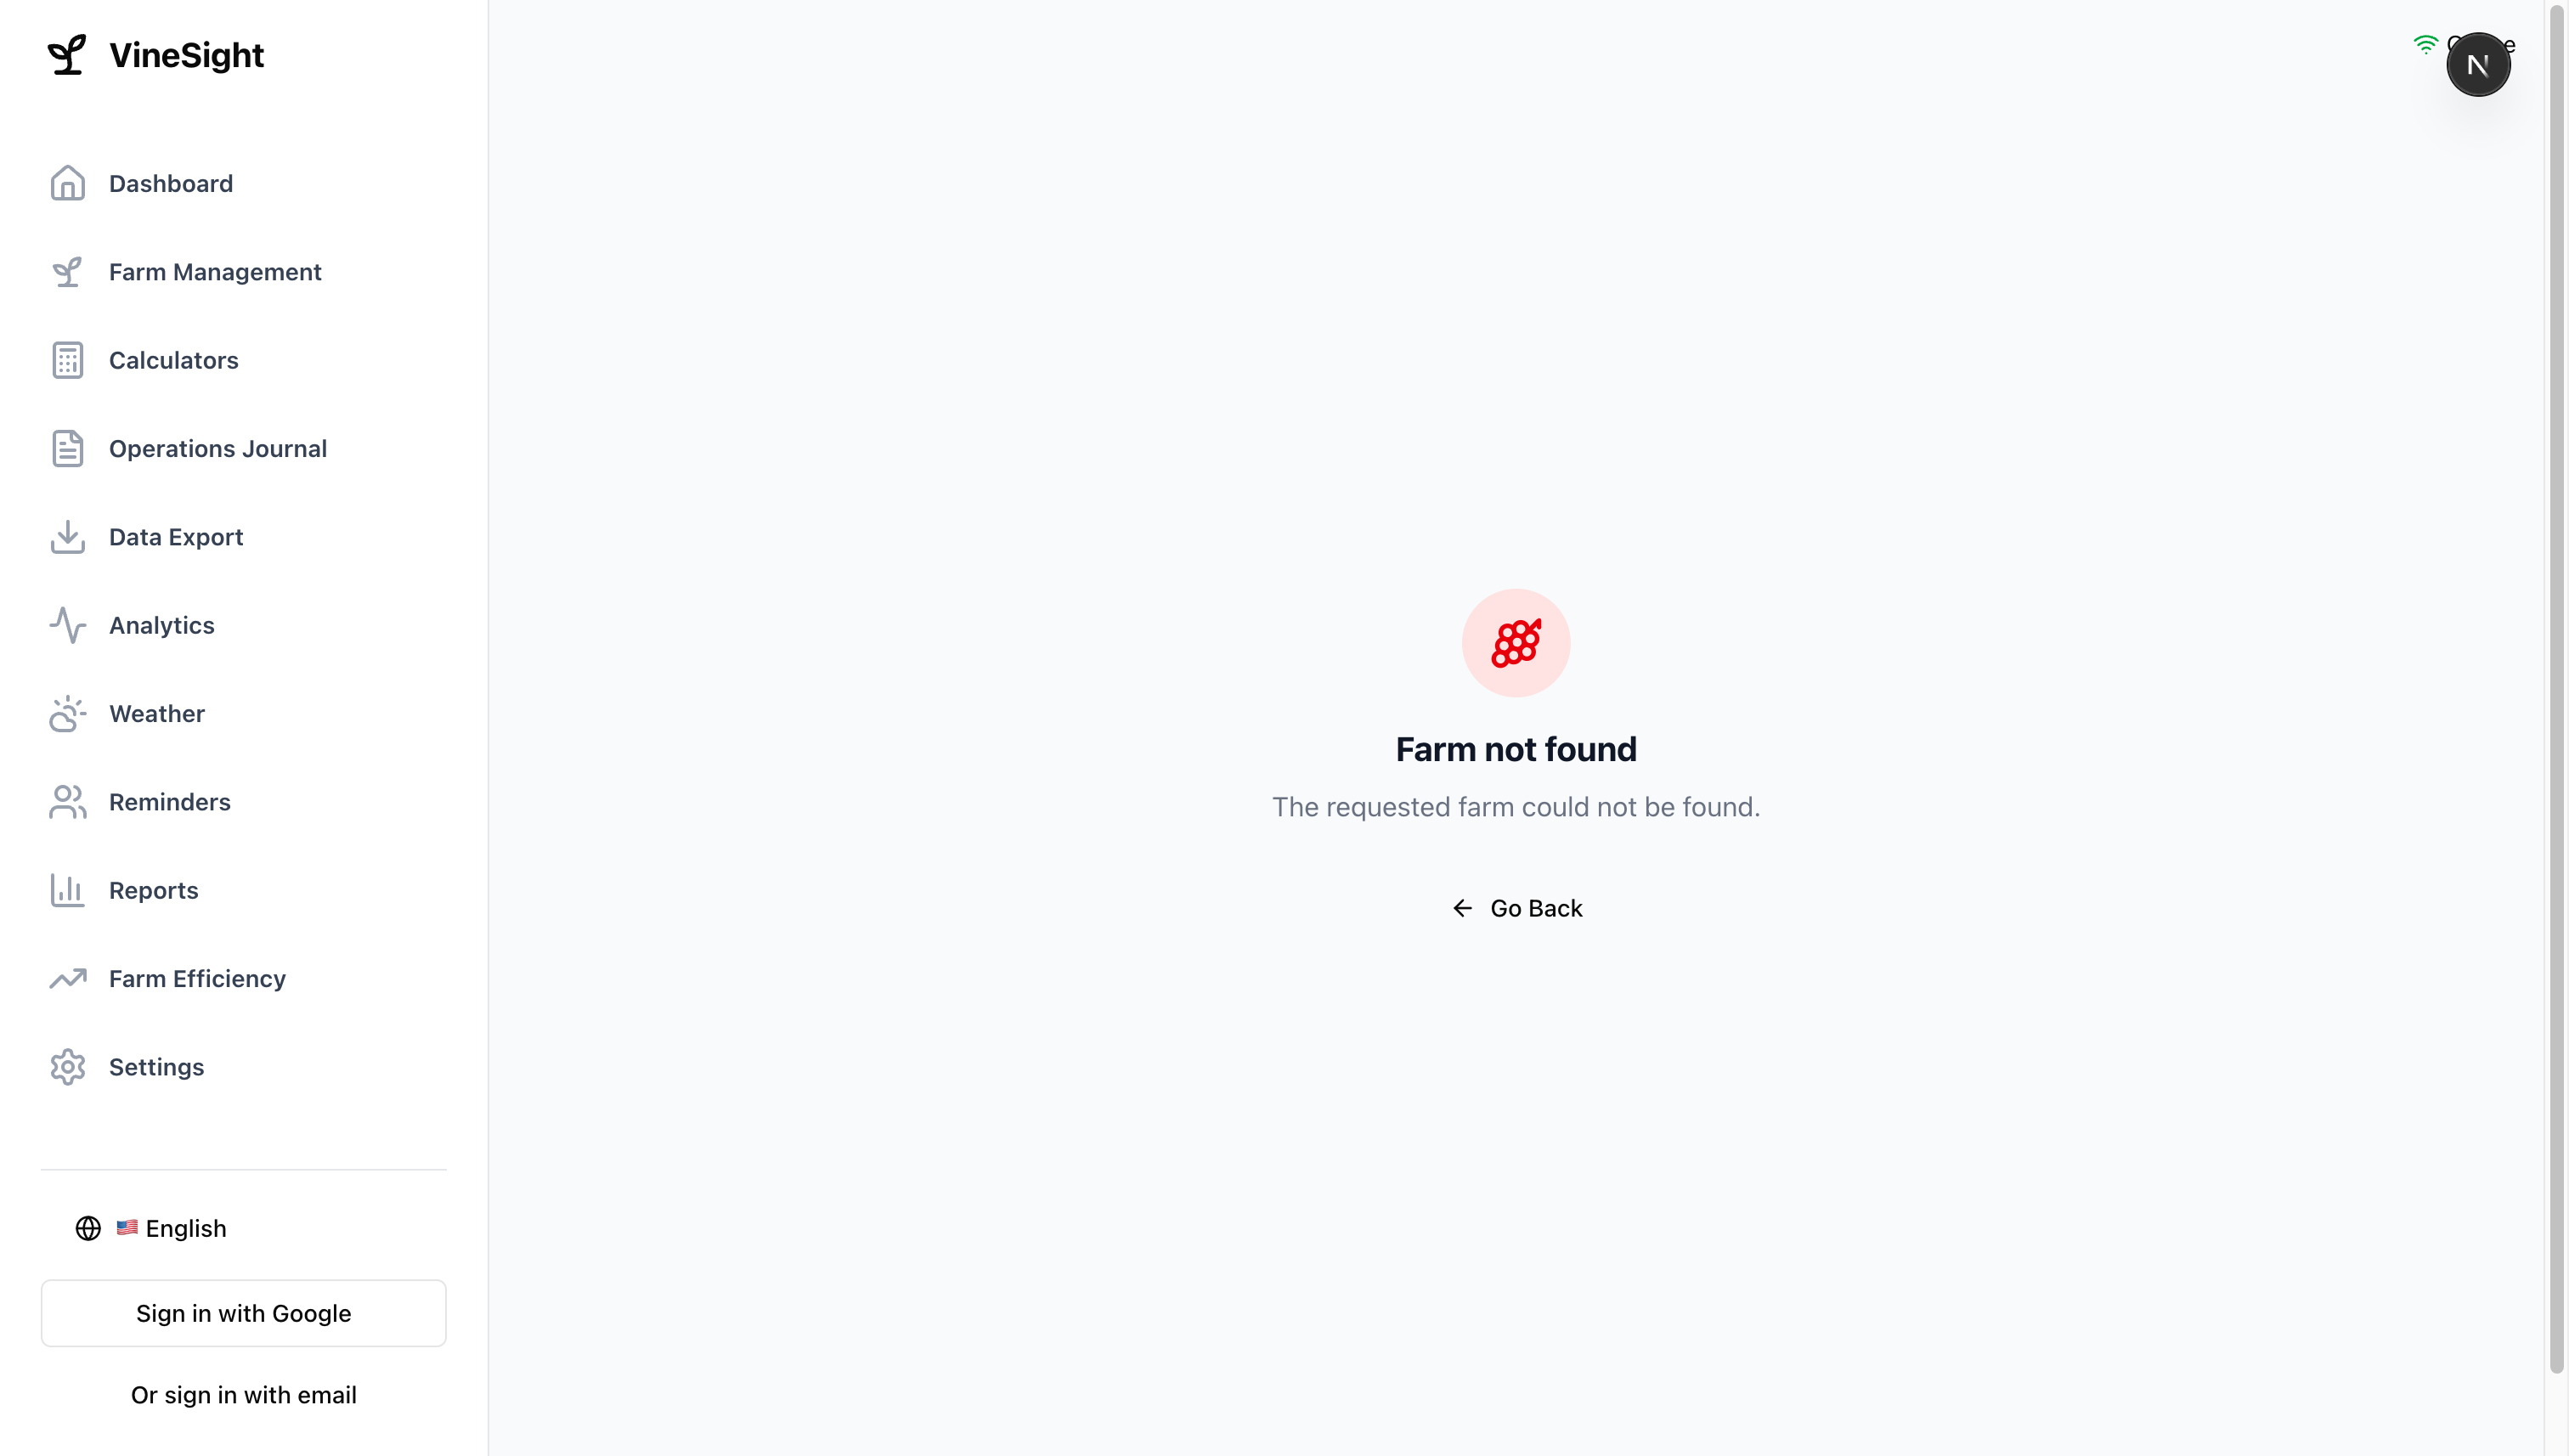 VineSight
Dashboard
Farm Management
Calculators
Operations Journal
Data Export
Analytics
Weather
Reminders
Reports
Farm Efficiency
Settings
🇺🇸 English
Sign in with Google
Or sign in with email
N
Farm not found
The requested farm could not be found.
Go Back